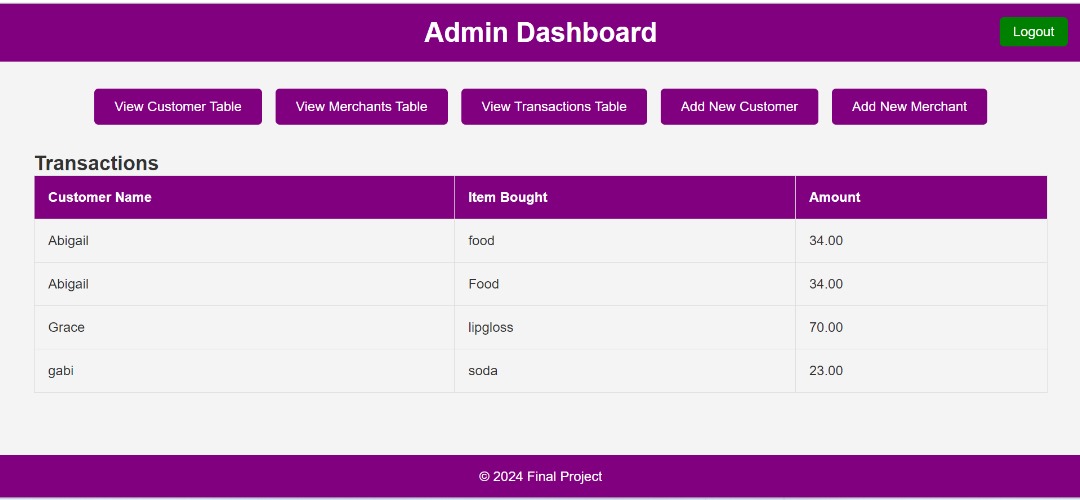 Admin Dashboard
Logout
View Customer Table View Merchants Table View Transactions Table Add New Customer Add New Merchant
Transactions
Customer Name Item Bought Amount
Abigail food 34.00
Abigail Food 34.00
Grace lipgloss 70.00
gabi soda 23.00
© 2024 Final Project